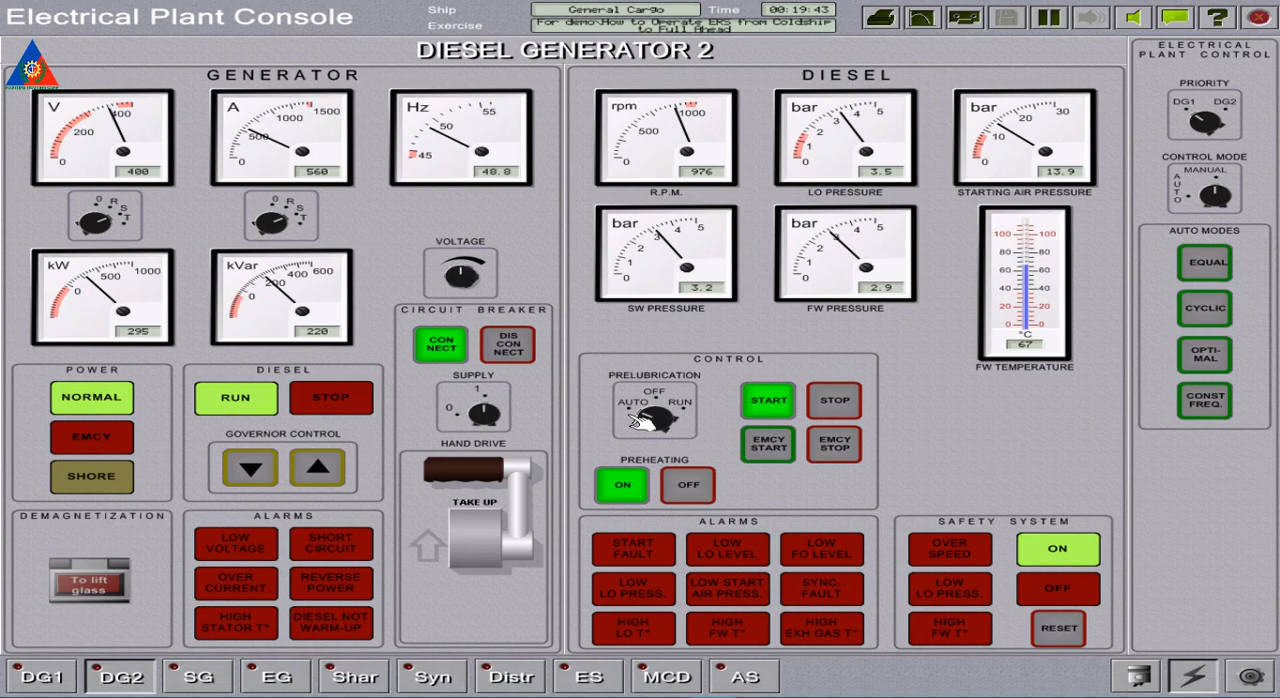 Electrical Plant Console
Ship
General Cargo
Time
00:19:43
Exercise
For demo\How to Operate ERS from Coldship
to Full Ahead
DIESEL GENERATOR 2
GENERATOR
V
0
200
400
400
A
0
500
1000
1500
560
Hz
45
50
55
48.8
0
R
S
T
0
R
S
T
kW
0
500
1000
295
kVar
0
200
400
600
220
VOLTAGE
CIRCUIT BREAKER
CON
NECT
DIS
CON
NECT
SUPPLY
0
1
HAND DRIVE
TAKE UP
POWER
NORMAL
EMCY
SHORE
DIESEL
RUN
STOP
GOVERNOR CONTROL
DEMAGNETIZATION
To lift
glass
ALARMS
LOW
VOLTAGE
SHORT
CIRCUIT
OVER
CURRENT
REVERSE
POWER
HIGH
STATOR T°
DIESEL NOT
WARM-UP
DIESEL
rpm
0
500
1000
976
R.P.M.
bar
0
1
2
3
4
5
3.5
LO PRESSURE
bar
0
10
20
30
13.9
STARTING AIR PRESSURE
bar
0
1
2
3
4
5
3.2
SW PRESSURE
bar
0
1
2
3
4
5
2.9
FW PRESSURE
100
100
80
80
60
60
40
40
20
20
0
0
°C
67
FW TEMPERATURE
CONTROL
PRELUBRICATION
OFF
AUTO
RUN
START
STOP
EMCY
START
EMCY
STOP
PREHEATING
ON
OFF
ALARMS
START
FAULT
LOW
LO LEVEL
LOW
FO LEVEL
LOW
LO PRESS.
LOW START
AIR PRESS.
SYNC.
FAULT
HIGH
LO T°
HIGH
FW T°
HIGH
EXH GAS T°
SAFETY SYSTEM
OVER
SPEED
ON
LOW
LO PRESS.
OFF
HIGH
FW T°
RESET
ELECTRICAL
PLANT CONTROL
PRIORITY
DG1
DG2
CONTROL MODE
MANUAL
AUTO
AUTO MODES
EQUAL
CYCLIC
OPTI-
MAL
CONST
FREQ.
DG1
DG2
SG
EG
Shar
Syn
Distr
ES
MCD
AS